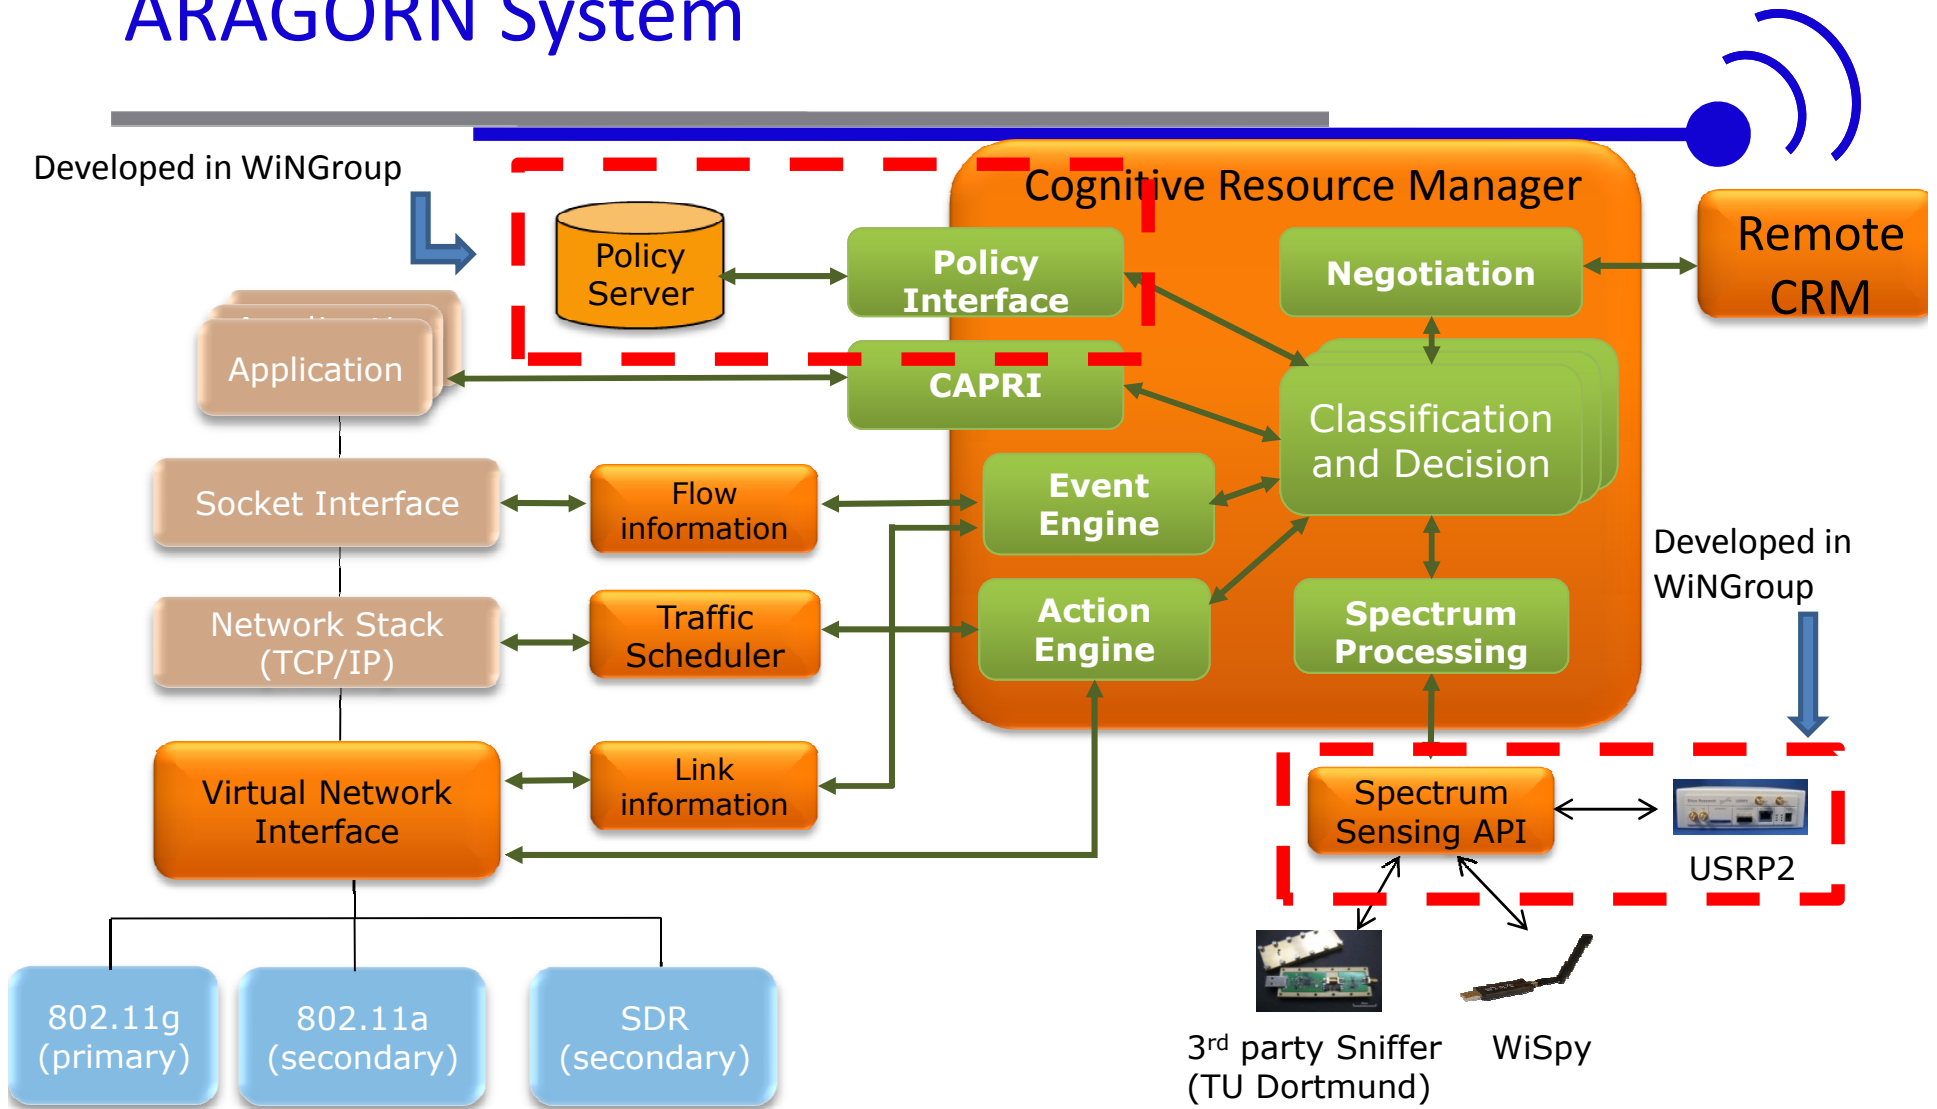 ARAGORN System
Developed in WiNGroup
Cognitive Resource Manager
Policy
Server
Policy
Interface
Negotiation
Remote
CRM
Application
CAPRI
Classification
and Decision
Socket Interface
Flow
information
Event
Engine
Developed in
WiNGroup
Network Stack
(TCP/IP)
Traffic
Scheduler
Action
Engine
Spectrum
Processing
Virtual Network
Interface
Link
information
Spectrum
Sensing API
USRP2
802.11g
(primary)
802.11a
(secondary)
SDR
(secondary)
3rd party Sniffer
(TU Dortmund)
WiSpy